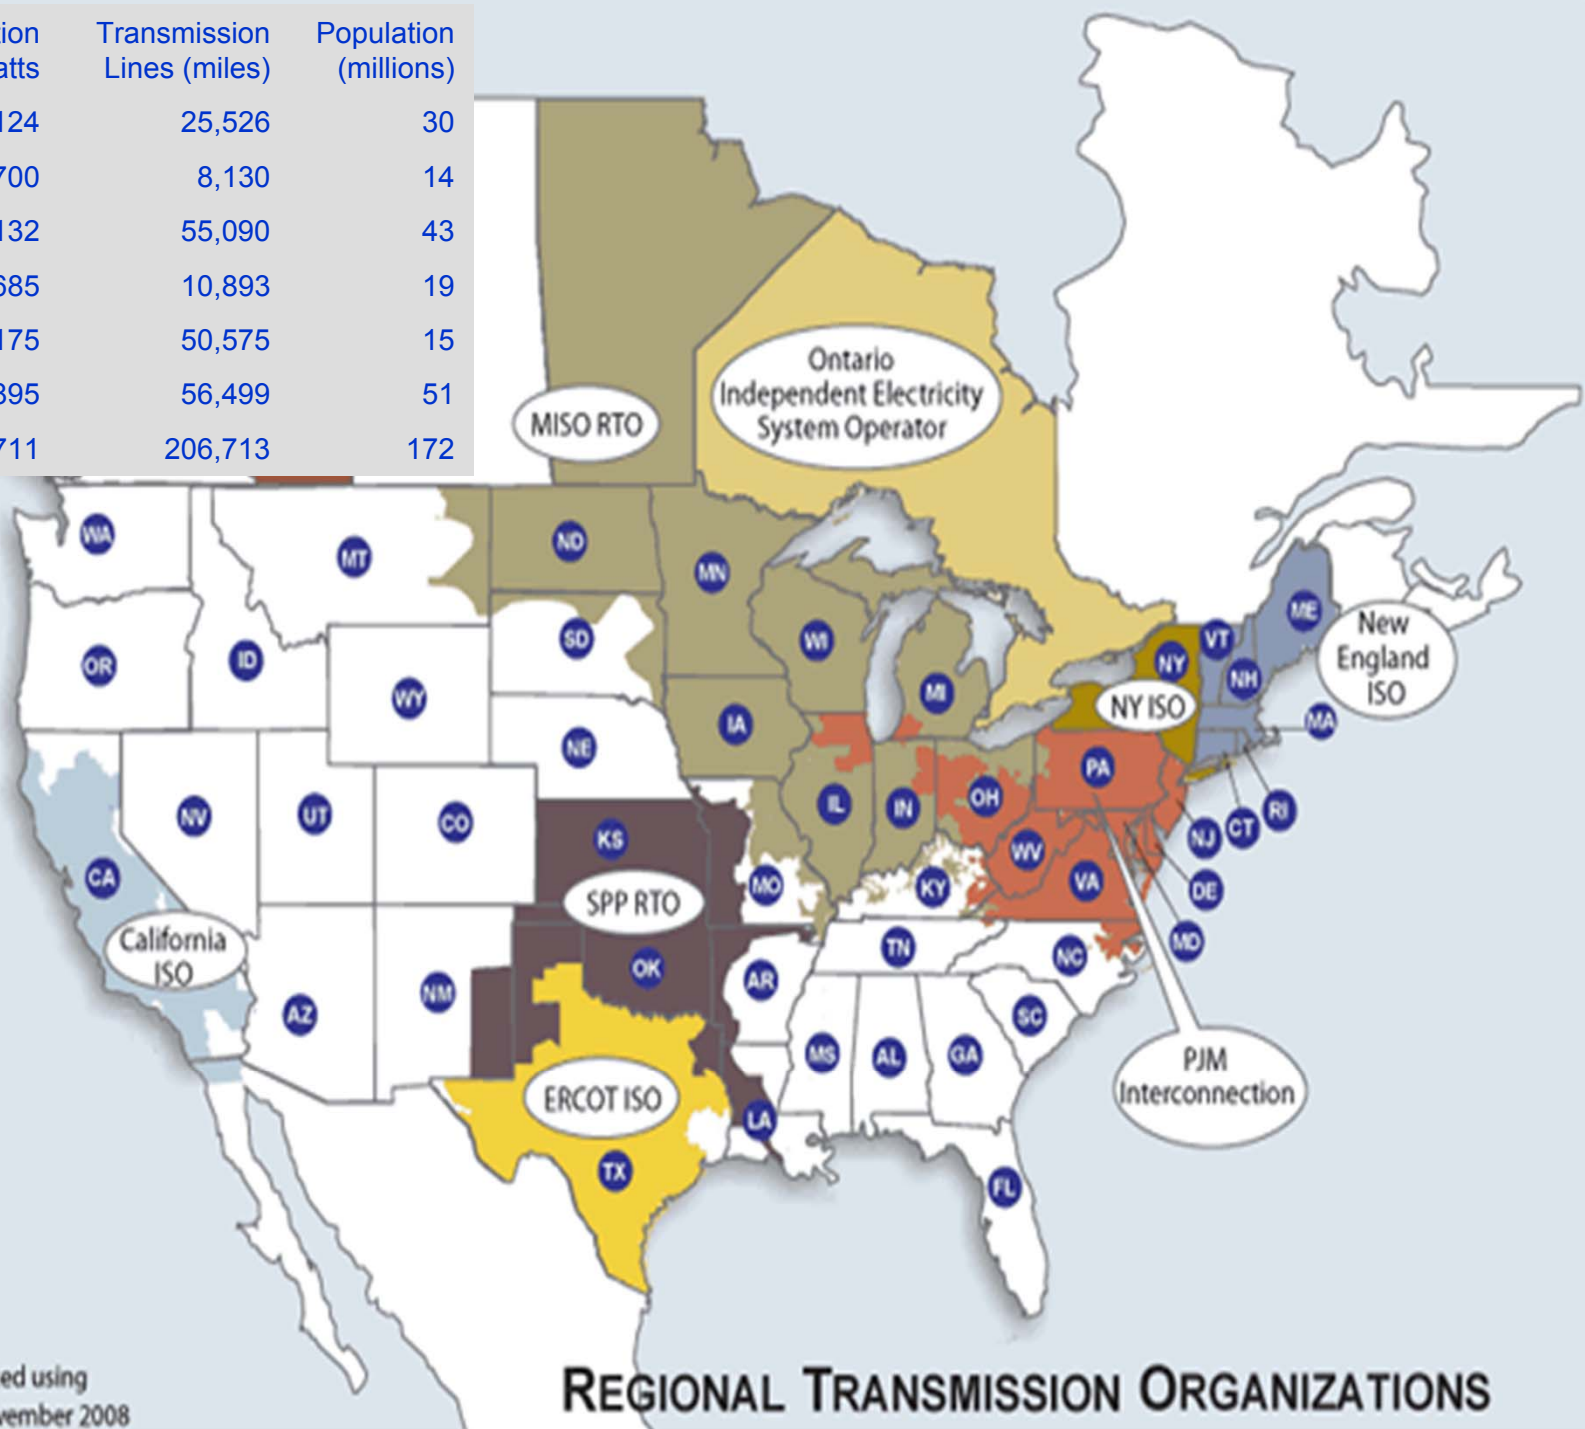 tion Transmission Population
atts Lines (miles) (millions)
124 25,526 30
700 8,130 14
132 55,090 43
685 10,893 19
175 50,575 15
395 56,499 51
711 206,713 172
Ontario
Independent Electricity
System Operator
MISO RTO
WA
MT
ND
MN
OR
ID
SD
WI
WY
MI
IA
NE
NY
VT
NH
ME
MA
New
England
ISO
NY ISO
NV
UT
CO
KS
IL
IN
OH
PA
NJ
CT
RI
CA
SPP RTO
MO
KY
WV
VA
DE
MD
California
ISO
AZ
NM
OK
AR
TN
NC
SC
MS
AL
GA
ERCOT ISO
PJM
Interconnection
LA
TX
FL
ed using
vember 2008
REGIONAL TRANSMISSION ORGANIZATIONS